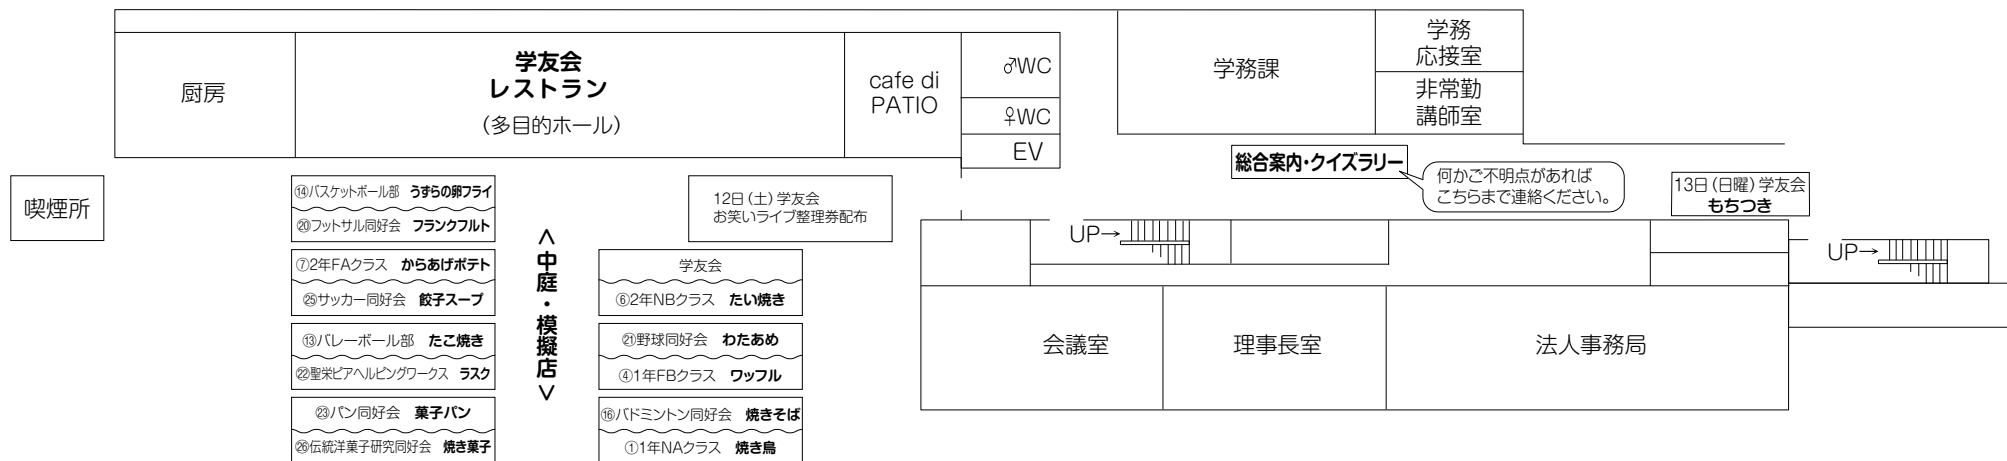 厨房
学友会
レストラン
（多目的ホール）
cafe di
PATIO
♂WC
♀WC
EV
学務課
学務
応接室
非常勤
講師室
喫煙所
⑭バスケットボール部 うずらの卵フライ
⑳フットサル同好会 フランクフルト
12日（土）学友会
お笑いライブ整理券配布
総合案内・クイズラリー
何かご不明点があれば
こちらまで連絡ください。
13日（日曜）学友会
もちつき
UP→
UP→
＜中庭・模擬店＞
⑦2年FAクラス からあげポテト
㉕サッカー同好会 餃子スープ
⑬バレーボール部 たこ焼き
㉒聖栄ピアヘルピングワークス ラスク
㉓パン同好会 菓子パン
㉖伝統洋菓子研究同好会 焼き菓子
学友会
⑥2年NBクラス たい焼き
㉑野球同好会 わたあめ
④1年FBクラス ワッフル
⑯バドミントン同好会 焼きそば
①1年NAクラス 焼き鳥
会議室
理事長室
法人事務局